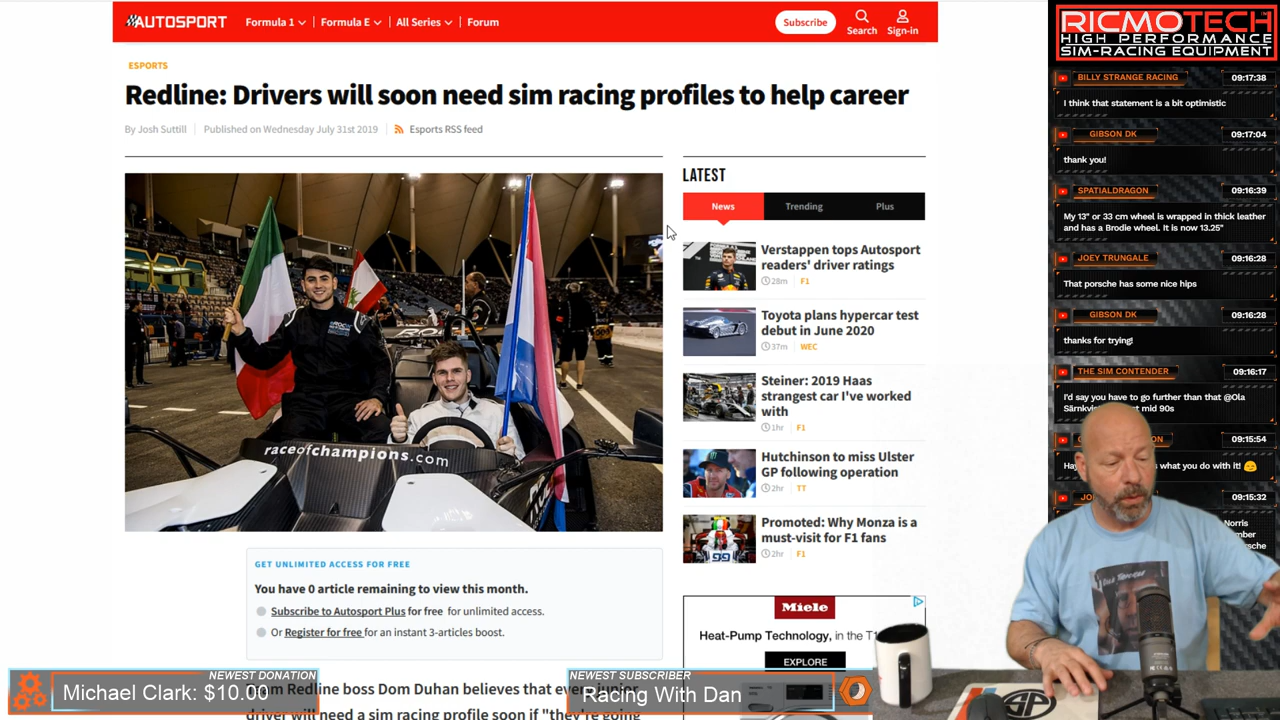 AUTOSPORT
Formula 1
Formula E
All Series
Forum
Subscribe
Search
Sign-in
ESPORTS
Redline: Drivers will soon need sim racing profiles to help career
By Josh Suttill
Published on Wednesday July 31st 2019
Esports RSS feed
raceofchampions.com
LATEST
News
Trending
Plus
Verstappen tops Autosport
readers' driver ratings
28m
F1
Toyota plans hypercar test
debut in June 2020
37m
WEC
Steiner: 2019 Haas
strangest car I've worked
with
1hr
F1
Hutchinson to miss Ulster
GP following operation
2hr
TT
Promoted: Why Monza is a
must-visit for F1 fans
2hr
F1
GET UNLIMITED ACCESS FOR FREE
You have 0 article remaining to view this month.
Subscribe to Autosport Plus for free for unlimited access.
Or Register for free for an instant 3-articles boost.
Miele
Heat-Pump Technology, in the T1
EXPLORE
Redline boss Dom Duhan believes that
driver will need a sim racing profile soon if "they're going
NEWEST DONATION
Michael Clark: $10.00
NEWEST SUBSCRIBER
Racing With Dan
RICMOTECH
HIGH PERFORMANCE
SIM-RACING EQUIPMENT
BILLY STRANGE RACING
09:17:38
I think that statement is a bit optimistic
GIBSON DK
09:17:04
thank you!
SPATIALDRAGON
09:16:39
My 13" or 33 cm wheel is wrapped in thick leather
and has a Brodie wheel. It is now 13.25"
JOEY TRUNGALE
09:16:28
That porsche has some nice hips
GIBSON DK
09:16:28
thanks for trying!
THE SIM CONTENDER
09:16:17
I'd say you have to go further than that @Ola
mid 90s
09:15:54
what you do with it! 😑
09:15:32
Norris